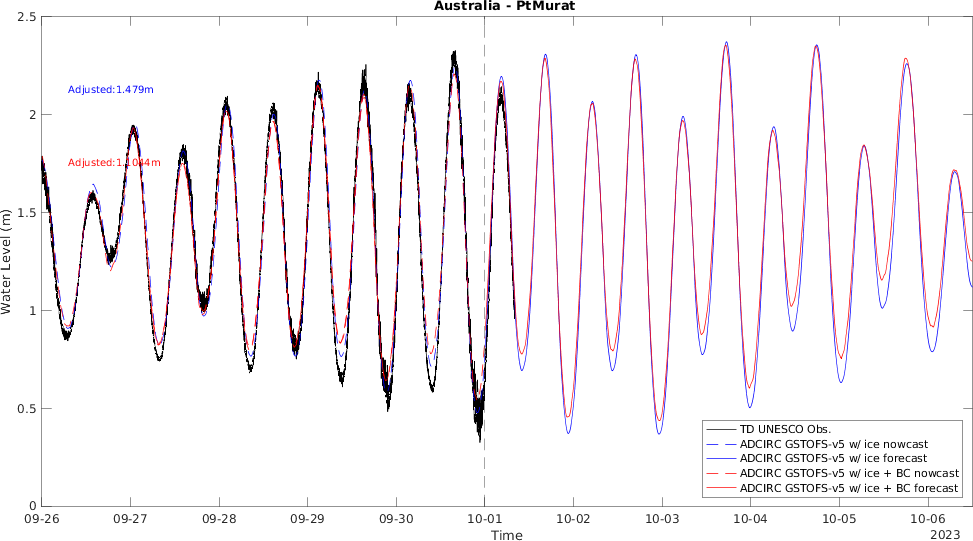 Australia - PtMurat
2.5
2
1.5
1
0.5
0
Water Level (m)
Adjusted:1.479m
Adjusted:1.1044m
TD UNESCO Obs.
ADCIRC GSTOFS-v5 w/ ice nowcast
ADCIRC GSTOFS-v5 w/ ice forecast
ADCIRC GSTOFS-v5 w/ ice + BC nowcast
ADCIRC GSTOFS-v5 w/ ice + BC forecast
09-26 09-27 09-28 09-29 09-30 10-01 10-02 10-03 10-04 10-05 10-06
Time
2023